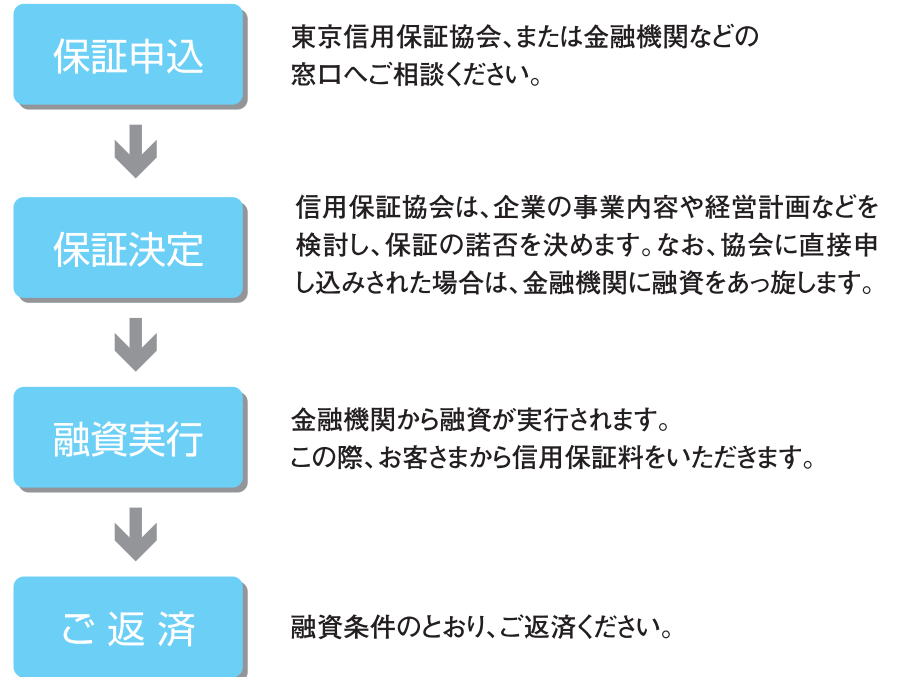 保証申込
東京信用保証協会、または金融機関などの
窓口へご相談ください。
保証決定
信用保証協会は、企業の事業内容や経営計画などを
検討し、保証の諾否を決めます。なお、協会に直接申
し込みされた場合は、金融機関に融資をあっ旋します。
融資実行
金融機関から融資が実行されます。
この際、お客さまから信用保証料をいただきます。
ご返済
融資条件のとおり、ご返済ください。